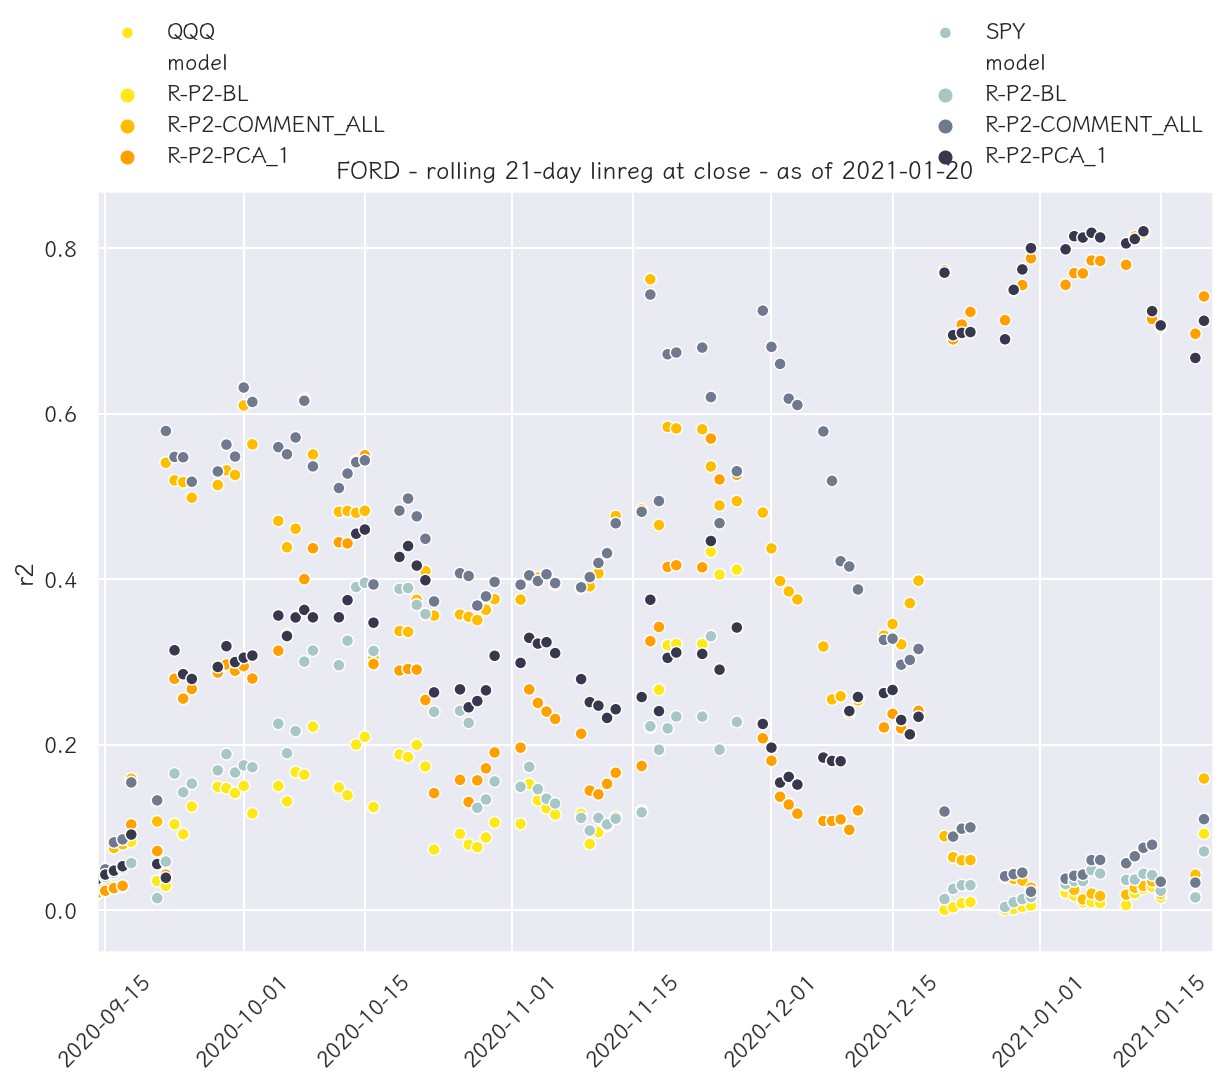 QQQ
model
R-P2-BL
R-P2-COMMENT_ALL
R-P2-PCA_1
SPY
model
R-P2-BL
R-P2-COMMENT_ALL
R-P2-PCA_1
FORD - rolling 21-day linreg at close - as of 2021-01-20
0.8
0.6
0.4
0.2
0.0
r2
2020-09-15
2020-10-01
2020-10-15
2020-11-01
2020-11-15
2020-12-01
2020-12-15
2021-01-01
2021-01-15